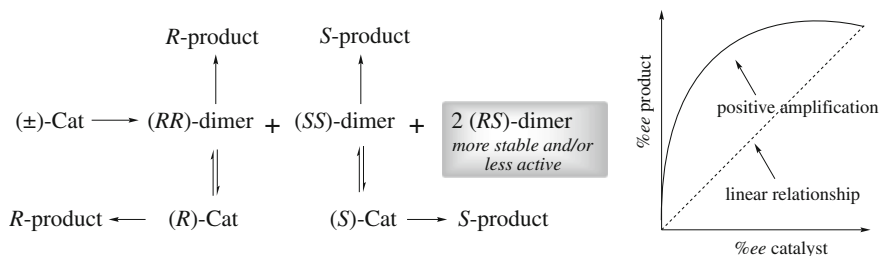 R-product
S-product
(±)-Cat
(RR)-dimer + (SS)-dimer + 2 (RS)-dimer
more stable and/or
less active
R-product
(R)-Cat
(S)-Cat
S-product
%ee product
positive amplification
linear relationship
%ee catalyst